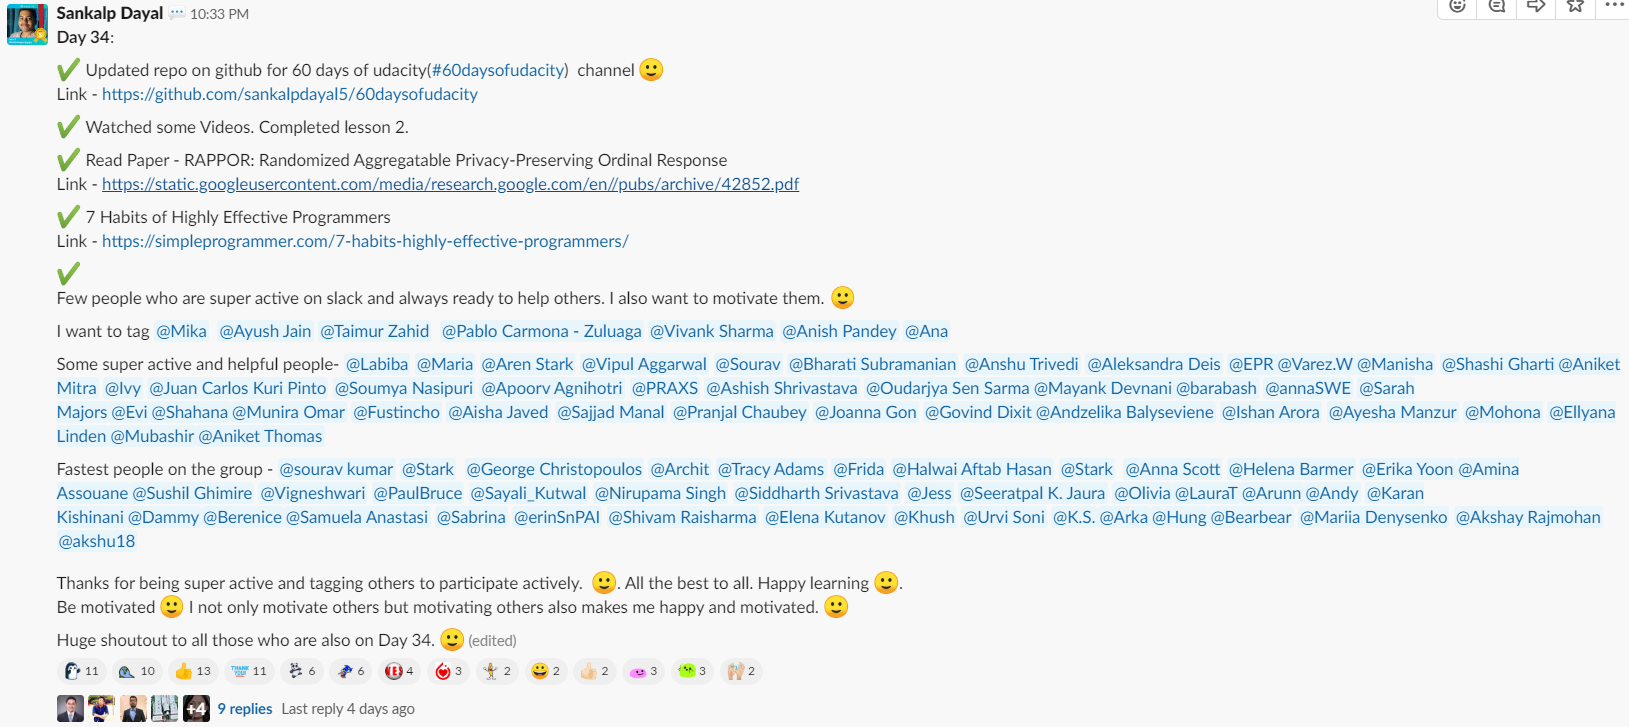 Sankalp Dayal 10:33 PM
Day 34:
Updated repo on github for 60 days of udacity(#60daysofudacity) channel
Link - https://github.com/sankalpdayal5/60daysofudacity
Watched some Videos. Completed lesson 2.
Read Paper - RAPPOR: Randomized Aggregatable Privacy-Preserving Ordinal Response
Link - https://static.googleusercontent.com/media/research.google.com/en//pubs/archive/42852.pdf
7 Habits of Highly Effective Programmers
Link - https://simpleprogrammer.com/7-habits-highly-effective-programmers/
Few people who are super active on slack and always ready to help others. I also want to motivate them.
I want to tag @Mika @Ayush Jain @Taimur Zahid @Pablo Carmona - Zuluaga @Vivank Sharma @Anish Pandey @Ana
Some super active and helpful people- @Labiba @Maria @Aren Stark @Vipul Aggarwal @Sourav @Bharati Subramanian @Anshu Trivedi @Aleksandra Deis @EPR @Varez.W @Manisha @Shashi Gharti @Aniket
Mitra @Ivy @Juan Carlos Kuri Pinto @Soumya Nasipuri @Apoorv Agnihotri @PRAXS @Ashish Shrivastava @Oudarjya Sen Sarma @Mayank Devnani @barabash @annaSWE @Sarah
Majors @Evi @Shahana @Munira Omar @Fustincho @Aisha Javed @Sajjad Manal @Pranjal Chaubey @Joanna Gon @Govind Dixit @Andzelika Balyseviene @Ishan Arora @Ayesha Manzur @Mohona @Ellyana
Linden @Mubashir @Aniket Thomas
Fastest people on the group - @sourav kumar @Stark @George Christopoulos @Archit @Tracy Adams @Frida @Halwai Aftab Hasan @Stark @Anna Scott @Helena Barmer @Erika Yoon @Amina
Assouane @Sushil Ghimire @Vigneshwari @PaulBruce @Sayali_Kutwal @Nirupama Singh @Siddharth Srivastava @Jess @Seeratpal K. Jaura @Olivia @LauraT @Arunn @Andy @Karan
Kishinani @Dammy @Berenice @Samuela Anastasi @Sabrina @erinSnPAI @Shivam Raisharma @Elena Kutanov @Khush @Urvi Soni @K.S. @Arka @Hung @Bearbear @Mariia Denysenko @Akshay Rajmohan
@akshu18
Thanks for being super active and tagging others to participate actively. . All the best to all. Happy learning .
Be motivated I not only motivate others but motivating others also makes me happy and motivated.
Huge shoutout to all those who are also on Day 34. (edited)
11 10 13 THANK YOU 11 6 6 4 3 2 2 2 3 3 2
+4 9 replies Last reply 4 days ago